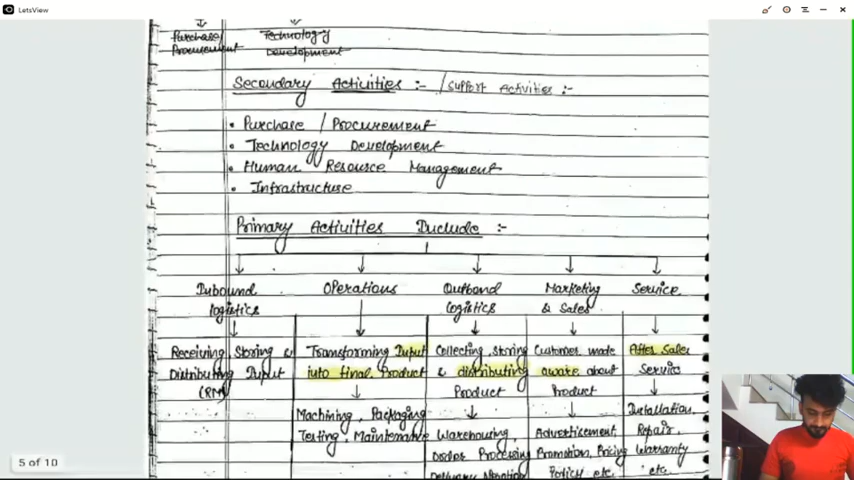 LetsView
Purchase Technology
Procurement Development
Secondary Activities :- / Support Activities :-
• Purchase / Procurement
• Technology Development
• Human Resource Management
• Infrastructure
Primary Activities Include :-
Inbound Operations Outbond Marketing Service
logistics logistics & Sales
Receiving Storing & Transforming Input Collecting, storing Customer made After Sales
Distributing Input into final Product & distributing aware about Service
(RM) Product Product
Machining, Packaging Installation,
Testing, Maintenance Warehousing, Advertisement, Repair,
Order Processing Promotion, Pricing Warranty
Policy etc. etc.
5 of 10